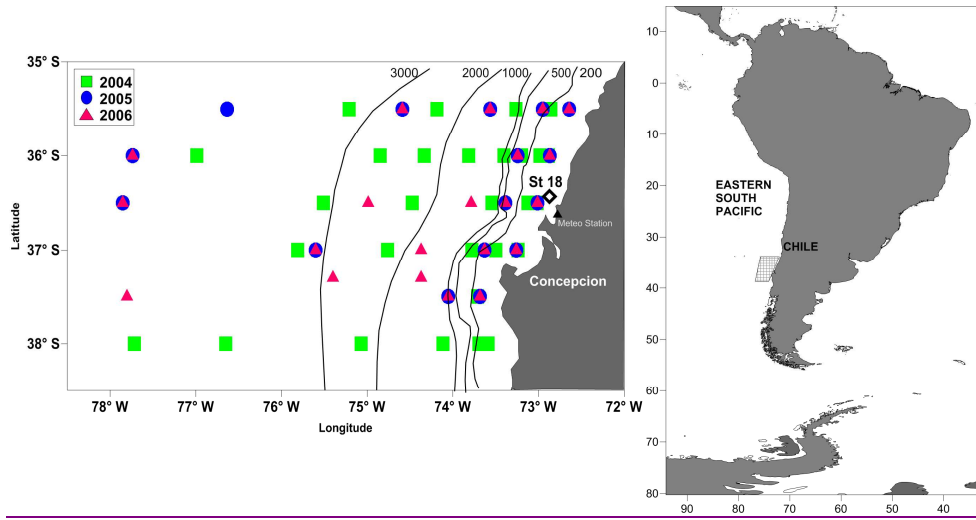 35° S
36° S
37° S
38° S
Latitude
2004
2005
2006
3000
2000
1000
500
200
St 18
Meteo Station
Concepcion
78° W
77° W
76° W
75° W
74° W
73° W
72° W
Longitude
10
0
10
20
30
40
50
60
70
80
EASTERN
SOUTH
PACIFIC
CHILE
90
80
70
60
50
40